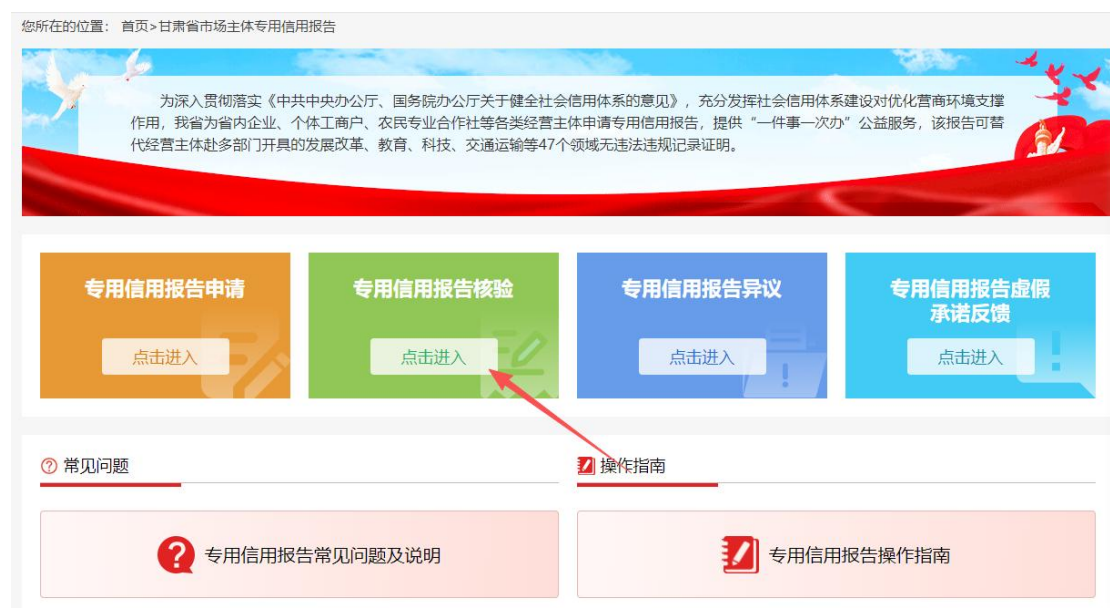 您所在的位置： 首页>甘肃省市场主体专用信用报告
为深入贯彻落实《中共中央办公厅、国务院办公厅关于健全社会信用体系的意见》，充分发挥社会信用体系建设对优化营商环境支撑
作用，我省为省内企业、个体工商户、农民专业合作社等各类经营主体申请专用信用报告，提供“一件事一次办”公益服务，该报告可替
代经营主体赴多部门开具的发展改革、教育、科技、交通运输等47个领域无违法违规记录证明。
专用信用报告申请
点击进入
专用信用报告核验
点击进入
专用信用报告异议
点击进入
专用信用报告虚假
承诺反馈
点击进入
常见问题
操作指南
专用信用报告常见问题及说明
专用信用报告操作指南